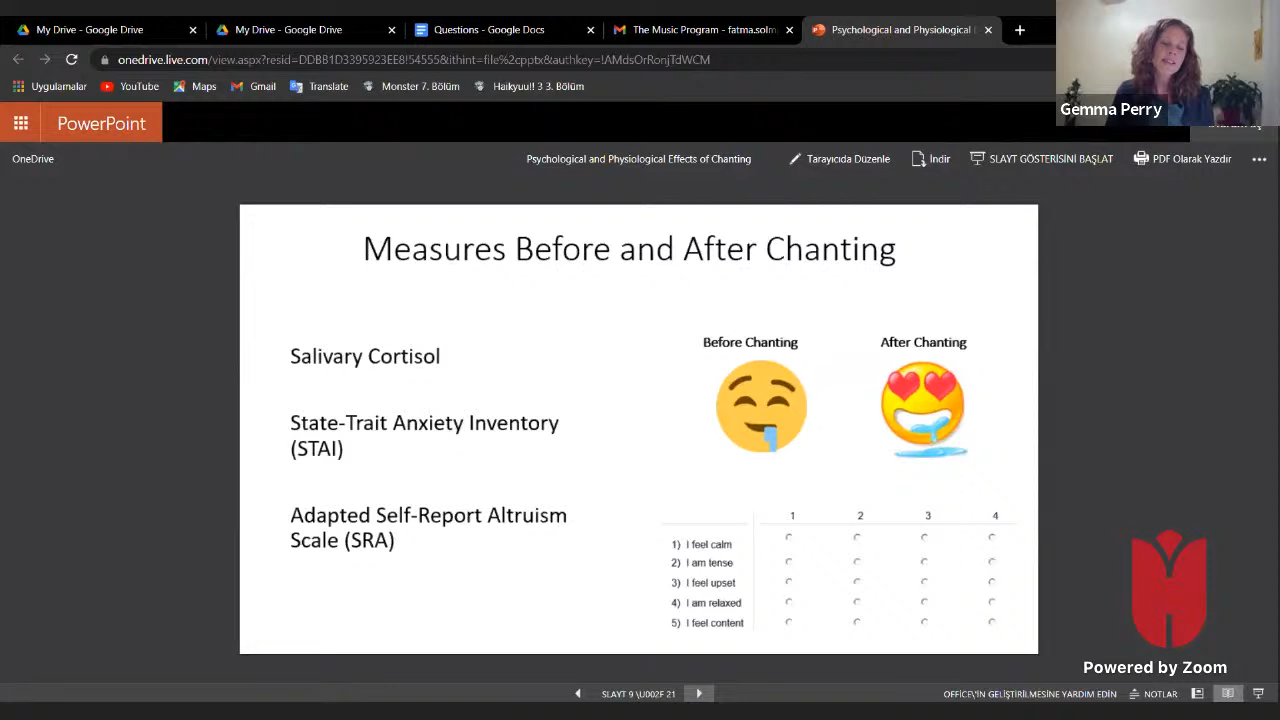 My Drive - Google Drive
My Drive - Google Drive
Questions - Google Docs
The Music Program - fatma.solm
Psychological and Physiological
onedrive.live.com/view.aspx?resid=DDBB1D3395923EE8!54555&ithint=file%2cpptx&authkey=!AMdsOrRonjTdWCM
Uygulamalar
YouTube
Maps
Gmail
Translate
Monster 7. Bölüm
Haikyuu!! 3 3. Bölüm
Gemma Perry
PowerPoint
OneDrive
Psychological and Physiological Effects of Chanting
Tarayıcıda Düzenle
İndir
SLAYT GÖSTERİSİNİ BAŞLAT
PDF Olarak Yazdır
Measures Before and After Chanting
Salivary Cortisol
State-Trait Anxiety Inventory
(STAI)
Adapted Self-Report Altruism
Scale (SRA)
Before Chanting
After Chanting
1 2 3 4
1) I feel calm
2) I am tense
3) I feel upset
4) I am relaxed
5) I feel content
Powered by Zoom
SLAYT 9 \U002F 21
OFFICE\'IN GELİŞTİRİLMESİNE YARDIM EDİN
NOTLAR